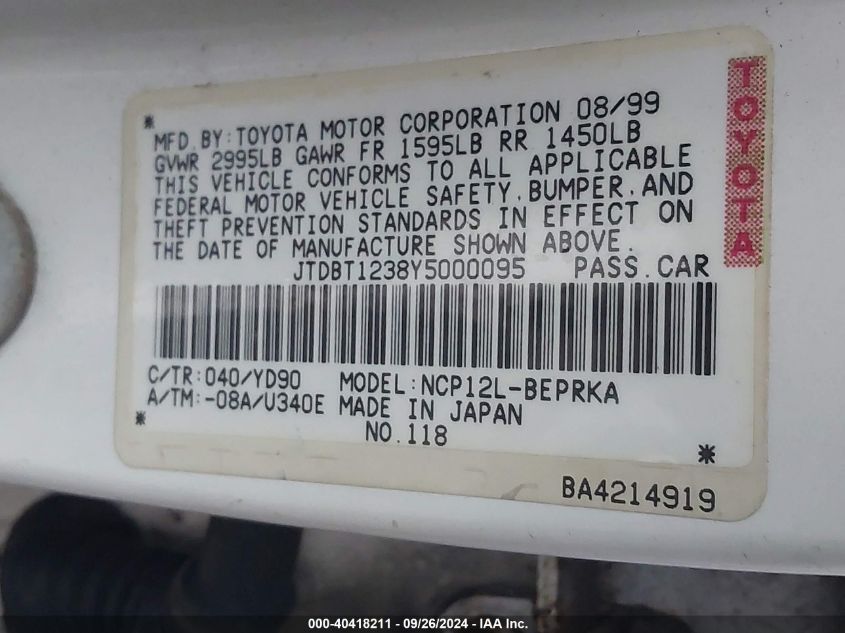 MFD.BY:TOYOTA MOTOR CORPORATION 08/99
GVWR 2995LB GAWR FR 1595LB RR 1450LB
THIS VEHICLE CONFORMS TO ALL APPLICABLE
FEDERAL MOTOR VEHICLE SAFETY,BUMPER,AND
THEFT PREVENTION STANDARDS IN EFFECT ON
THE DATE OF MANUFACTURE SHOWN ABOVE.
JTDBT1238Y5000095 PASS.CAR
TOYOTA
C/TR:040/YD90 MODEL:NCP12L-BEPRKA
A/TM:-08A/U340E MADE IN JAPAN
NO.118
BA4214919
000-40418211 - 09/26/2024 - IAA Inc.